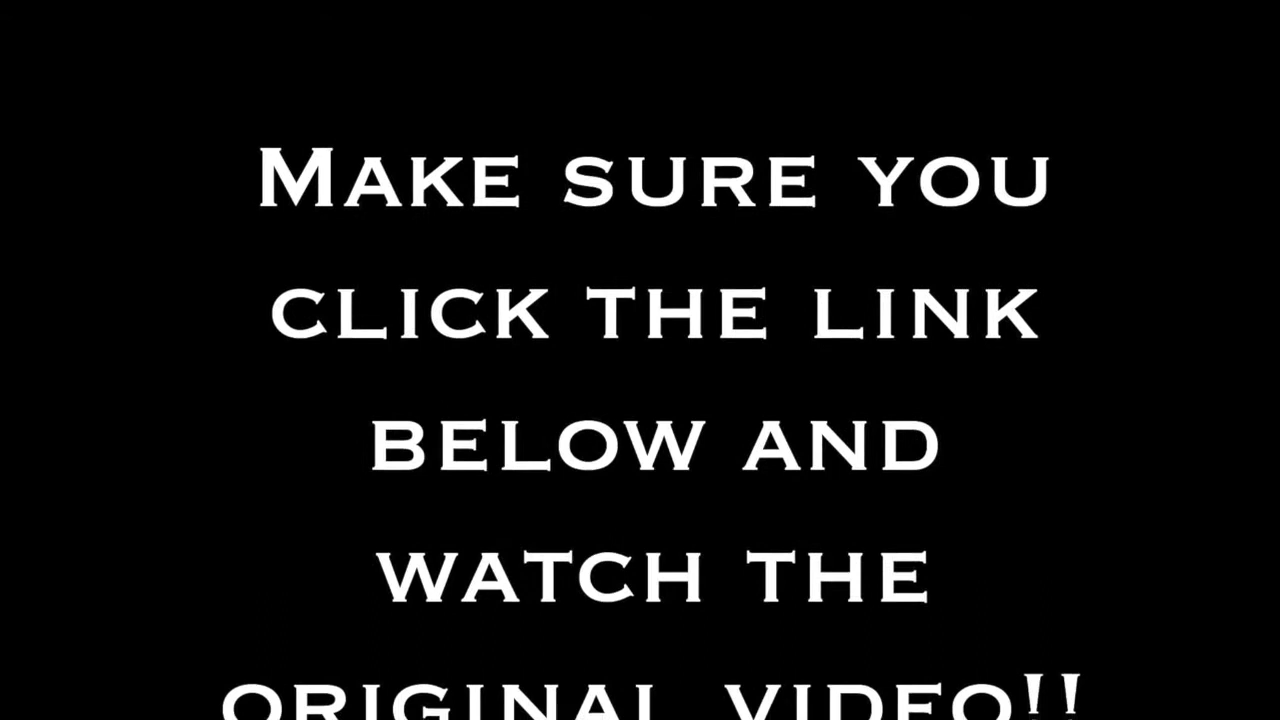 Make sure you
click the link
below and
watch the
original video!!